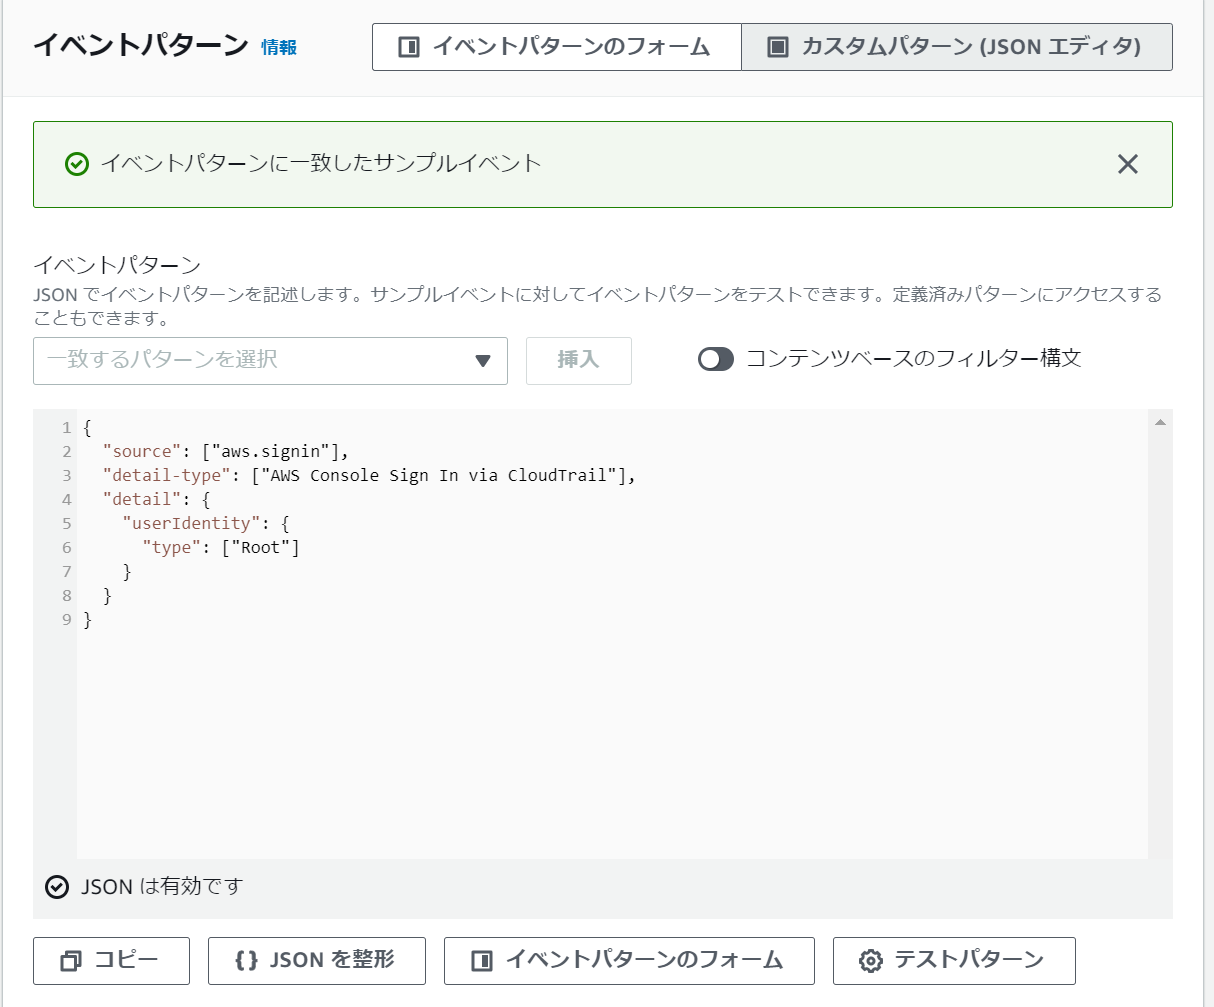 イベントパターン 情報 イベントパターンのフォーム カスタムパターン (JSON エディタ)
イベントパターンに一致したサンプルイベント
イベントパターン
JSON でイベントパターンを記述します。サンプルイベントに対してイベントパターンをテストできます。定義済みパターンにアクセスする
こともできます。
一致するパターンを選択 挿入 コンテンツベースのフィルター構文
1 {
2   "source": ["aws.signin"],
3   "detail-type": ["AWS Console Sign In via CloudTrail"],
4   "detail": {
5     "userIdentity": {
6       "type": ["Root"]
7     }
8   }
9 }
JSON は有効です
コピー {} JSON を整形 イベントパターンのフォーム テストパターン